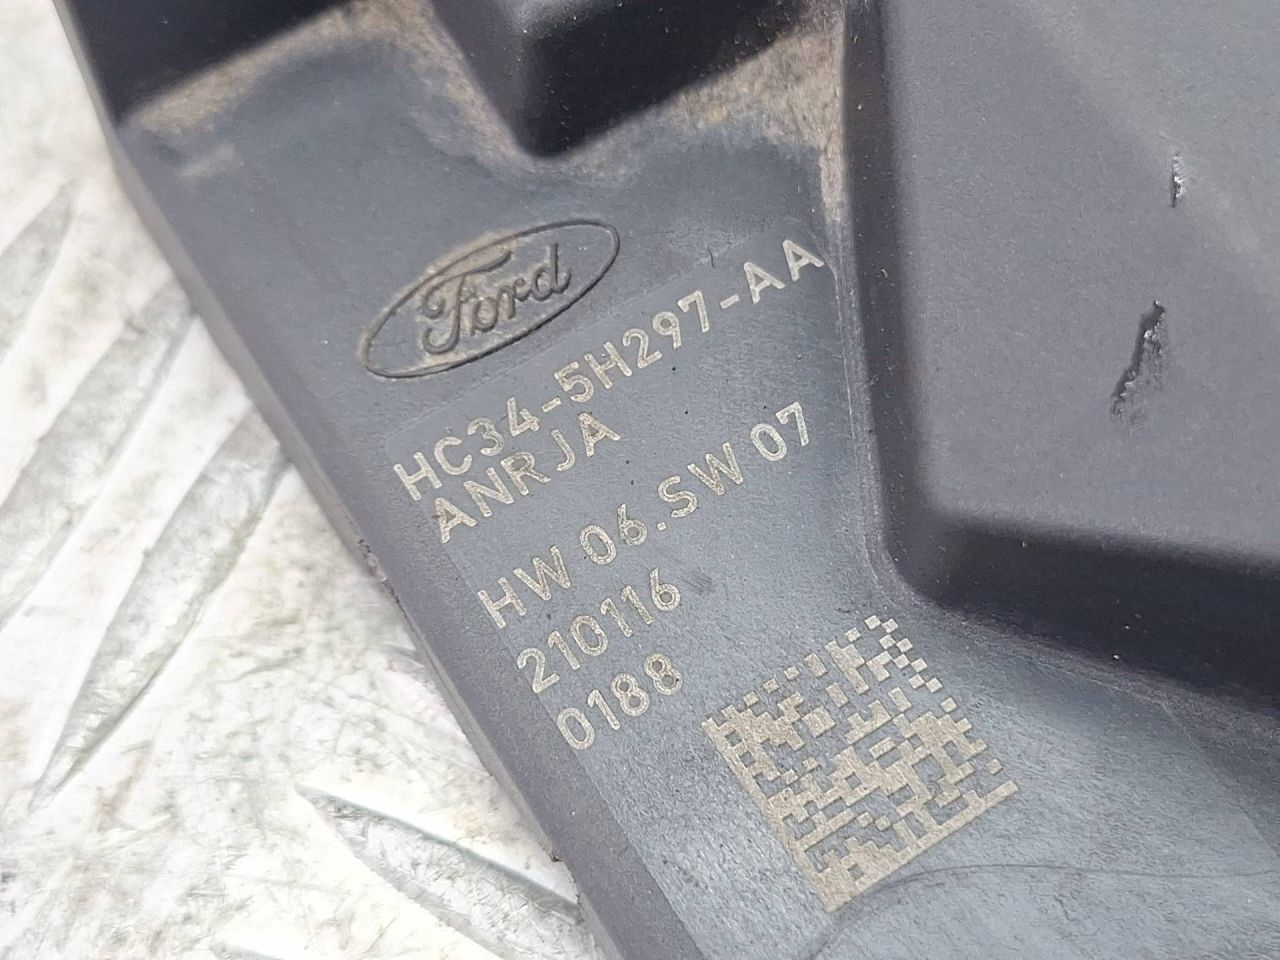 Ford
HC34-5H297-AA
ANRJA
HW 06.SW 07
210116
0188